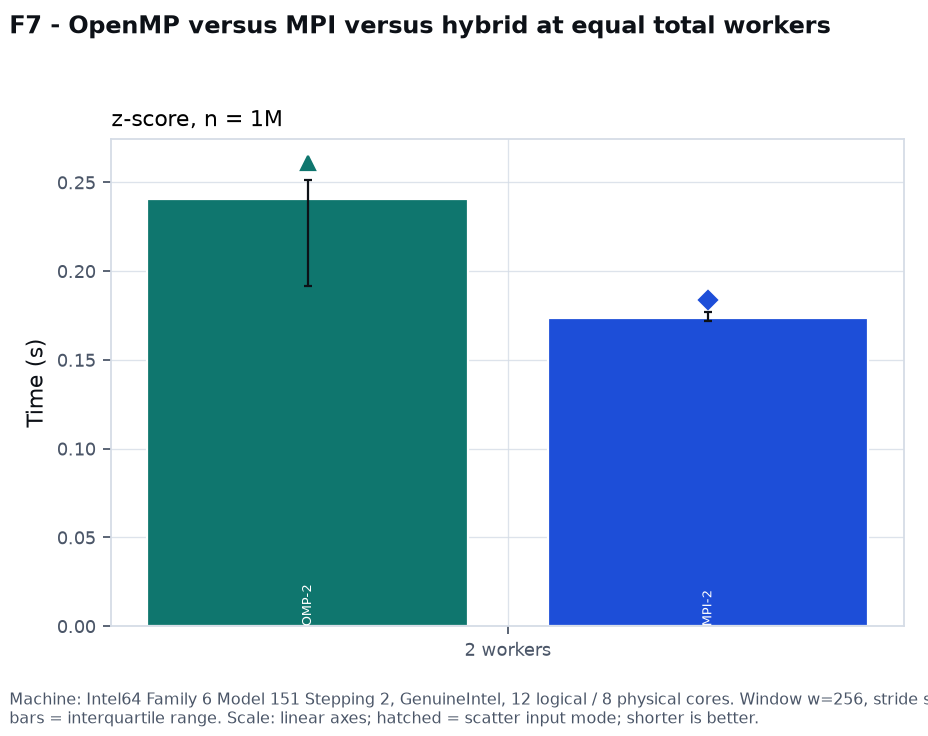 F7 - OpenMP versus MPI versus hybrid at equal total workers
z-score, n = 1M
Time (s)
0.25
0.20
0.15
0.10
0.05
0.00
OMP-2
MPI-2
2 workers
Machine: Intel64 Family 6 Model 151 Stepping 2, GenuineIntel, 12 logical / 8 physical cores. Window w=256, stride
bars = interquartile range. Scale: linear axes; hatched = scatter input mode; shorter is better.